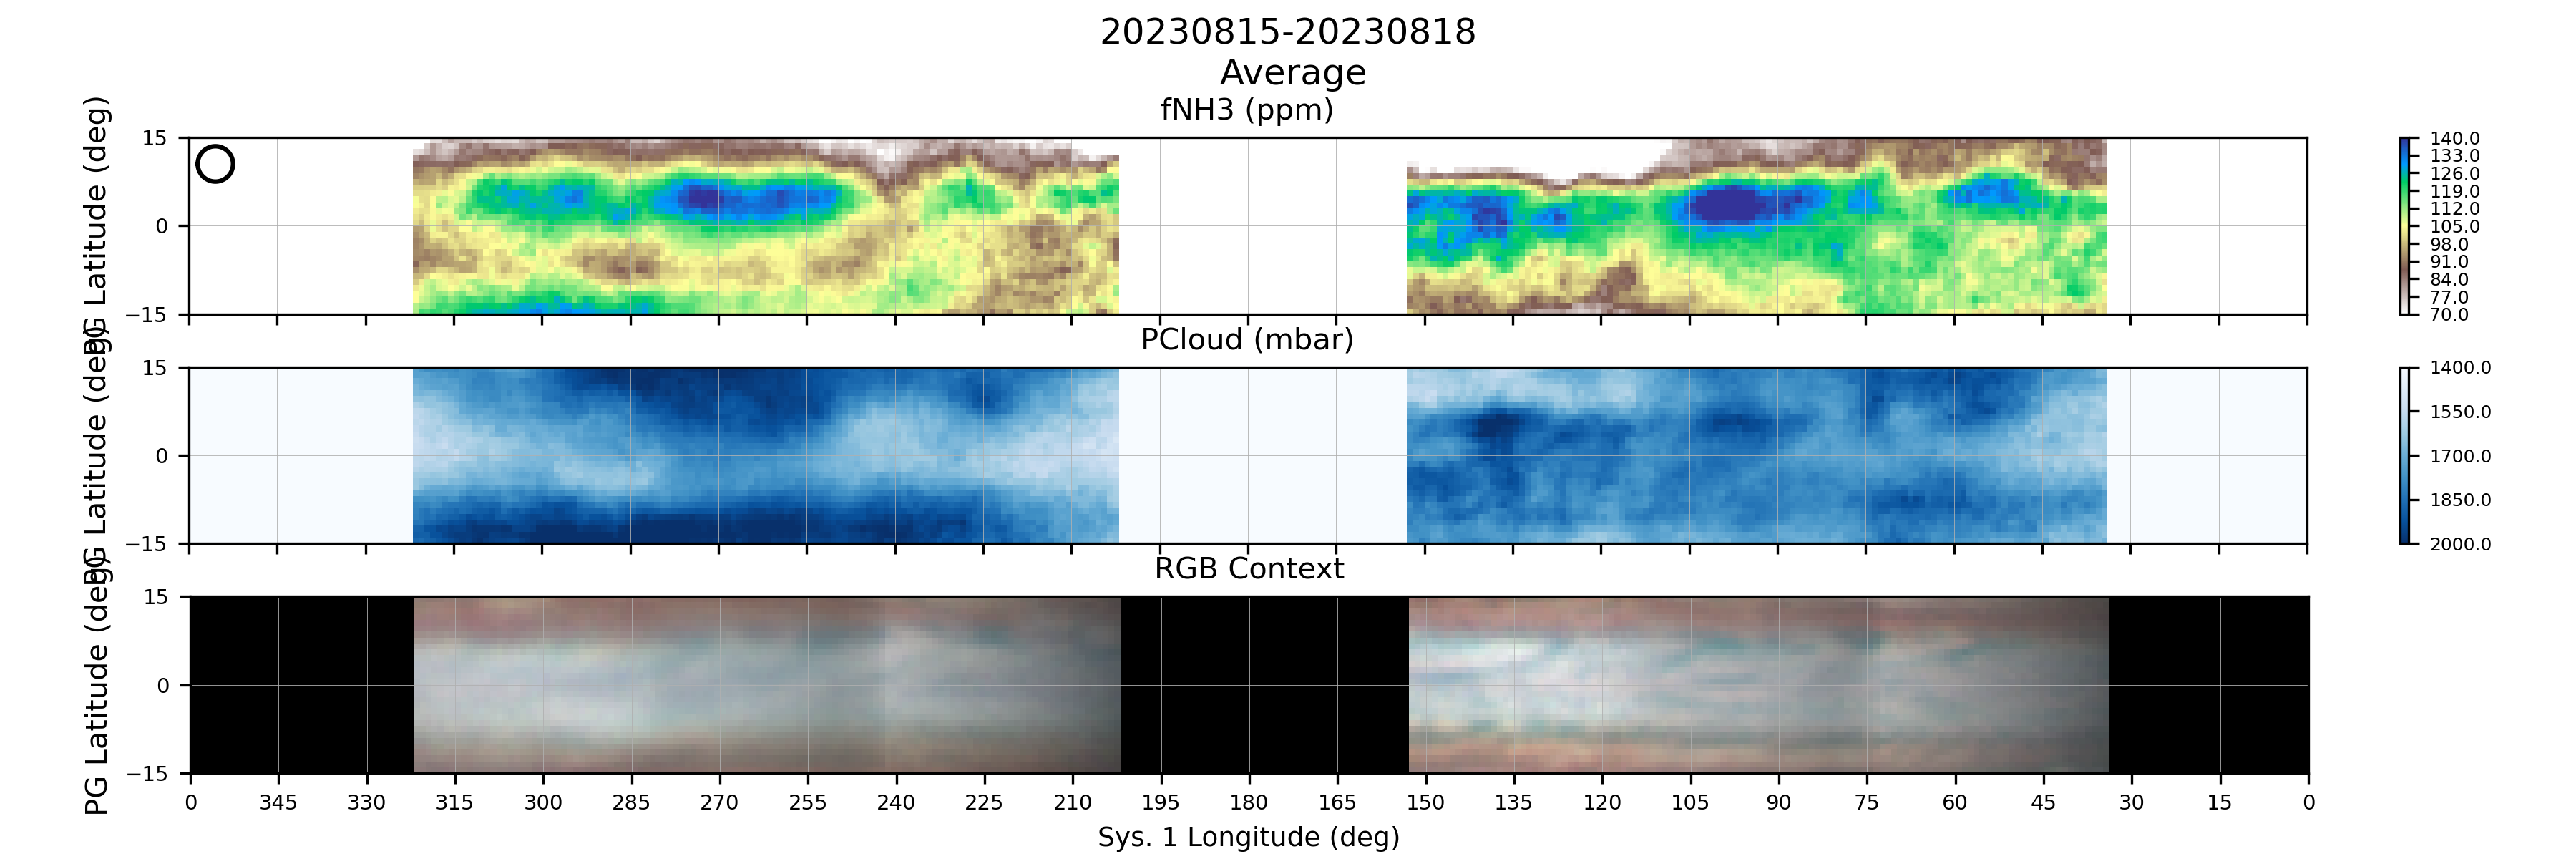 20230815-20230818
Average
fNH3 (ppm)
PG Latitude (deg)
15
0
−15
140.0
133.0
126.0
119.0
112.0
105.0
98.0
91.0
84.0
77.0
70.0
PCloud (mbar)
PG Latitude (deg)
15
0
−15
1400.0
1550.0
1700.0
1850.0
2000.0
RGB Context
PG Latitude (deg)
15
0
−15
0 345 330 315 300 285 270 255 240 225 210 195 180 165 150 135 120 105 90 75 60 45 30 15 0
Sys. 1 Longitude (deg)